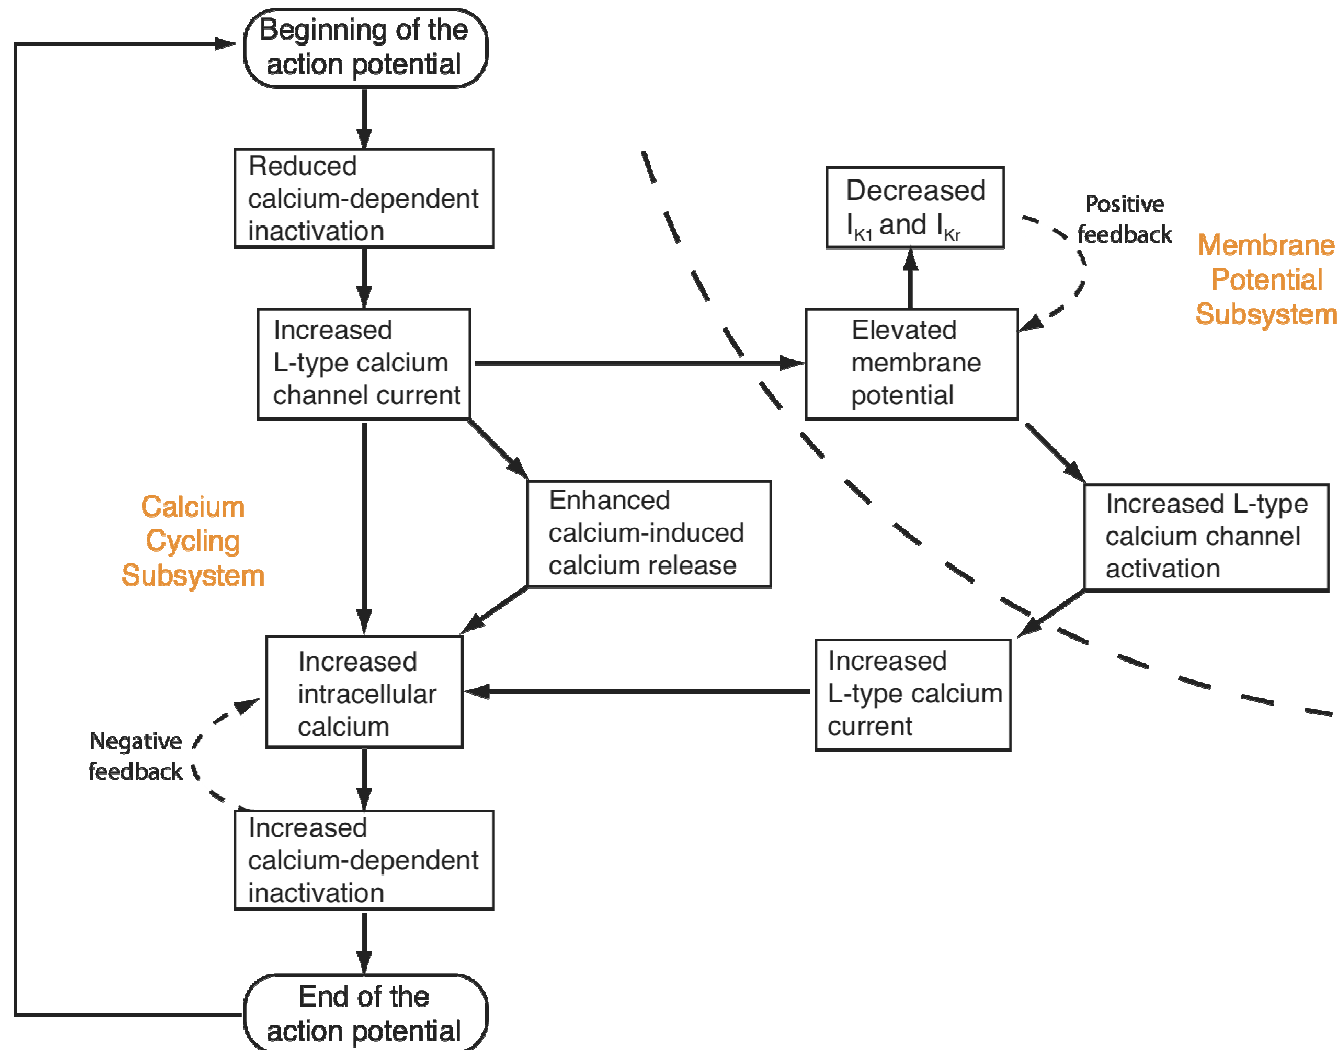 Beginning of the
action potential
Reduced
calcium-dependent
inactivation
Decreased
I_K1 and I_Kr
Positive
feedback
Membrane
Potential
Subsystem
Increased
L-type calcium
channel current
Elevated
membrane
potential
Calcium
Cycling
Subsystem
Enhanced
calcium-induced
calcium release
Increased L-type
calcium channel
activation
Increased
intracellular
calcium
Increased
L-type calcium
current
Negative
feedback
Increased
calcium-dependent
inactivation
End of the
action potential